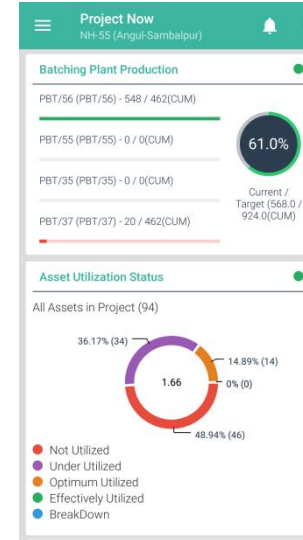 Project Now
NH-55 (Angul-Sambalpur)
Batching Plant Production
PBT/56 (PBT/56) - 548 / 462(CUM)
PBT/55 (PBT/55) - 0 / 0(CUM)
PBT/35 (PBT/35) - 0 / 0(CUM)
PBT/37 (PBT/37) - 20 / 462(CUM)
61.0%
Current /
Target (568.0 /
924.0(CUM)
Asset Utilization Status
All Assets in Project (94)
36.17% (34)
14.89% (14)
1.66
0% (0)
48.94% (46)
Not Utilized
Under Utilized
Optimum Utilized
Effectively Utilized
BreakDown